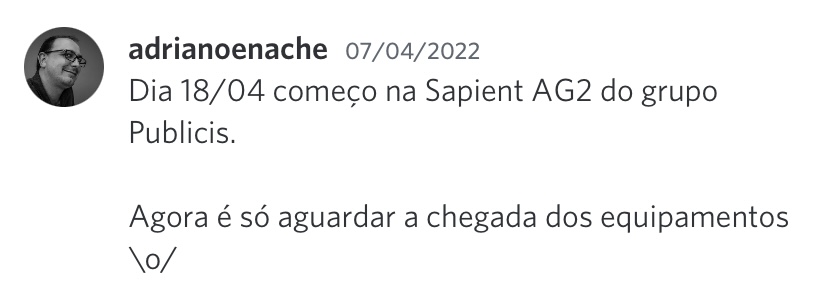 adrianoenache 07/04/2022
Dia 18/04 começo na Sapient AG2 do grupo
Publicis.
Agora é só aguardar a chegada dos equipamentos
\o/